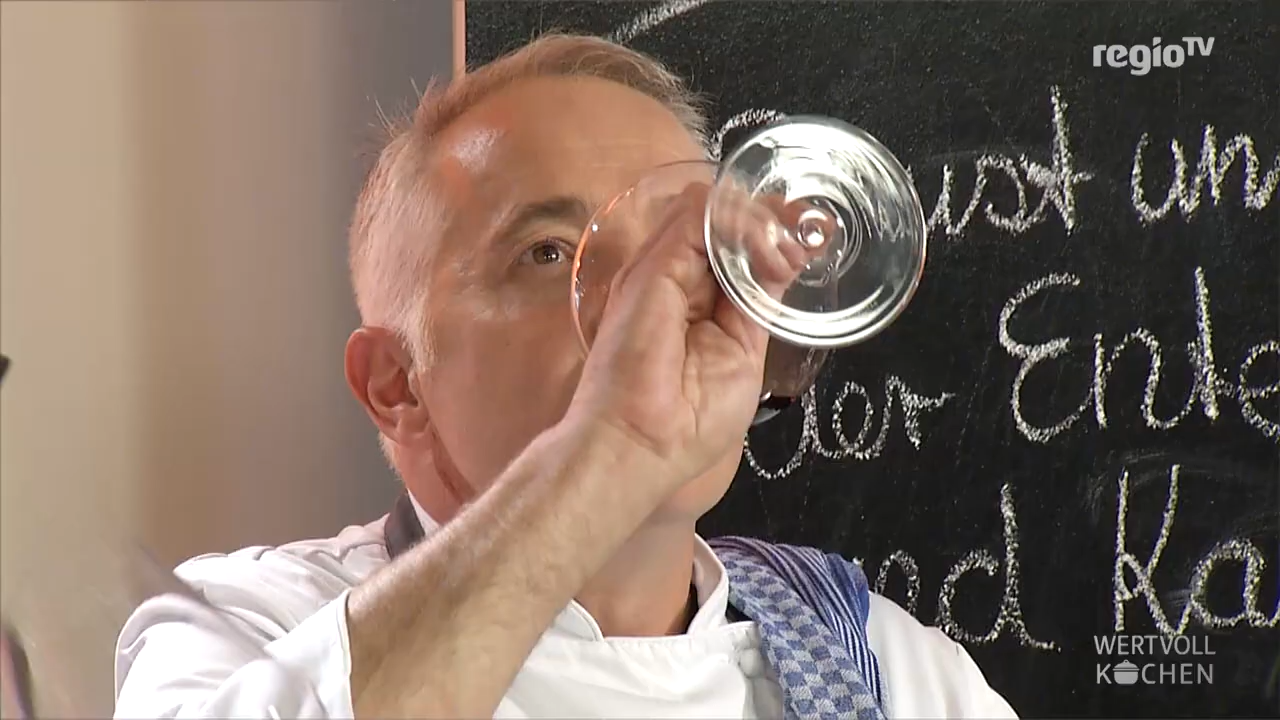 regioTV
ust un
der Ente
nd Ka
WERTVOLL
KOCHEN